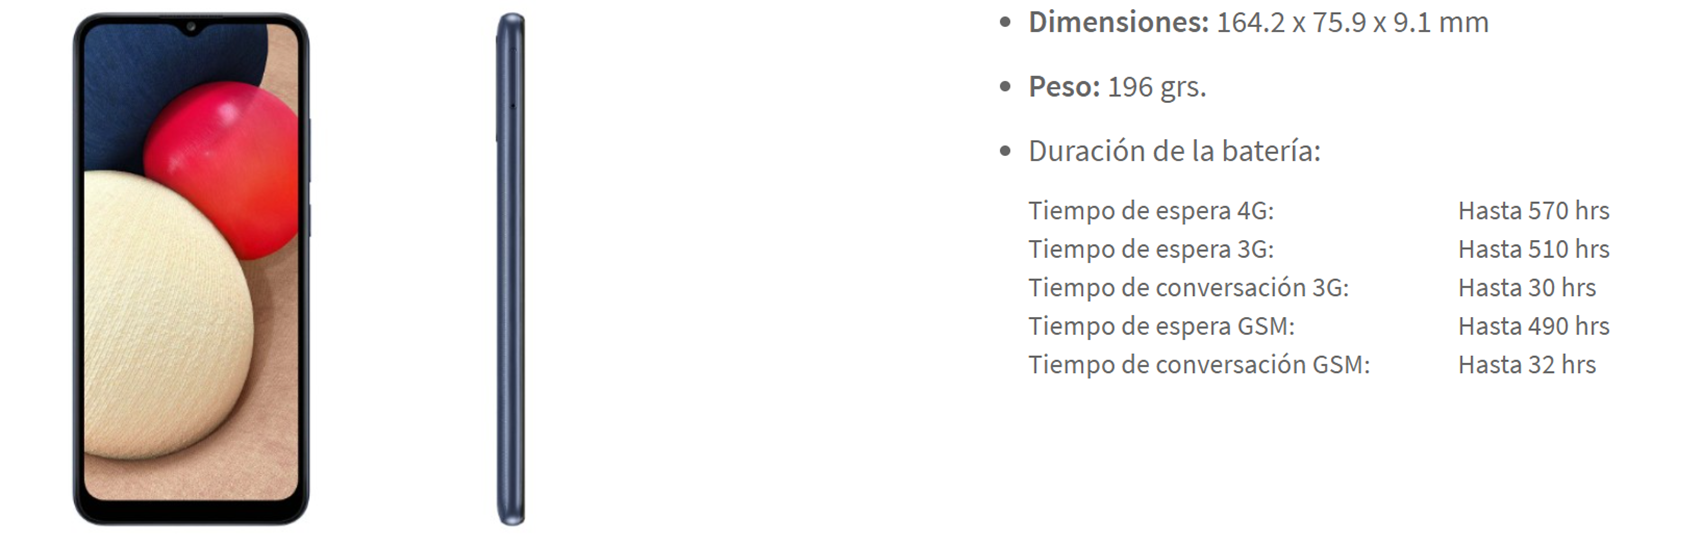 Dimensiones: 164.2 x 75.9 x 9.1 mm
Peso: 196 grs.
Duración de la batería:
Tiempo de espera 4G: Hasta 570 hrs
Tiempo de espera 3G: Hasta 510 hrs
Tiempo de conversación 3G: Hasta 30 hrs
Tiempo de espera GSM: Hasta 490 hrs
Tiempo de conversación GSM: Hasta 32 hrs